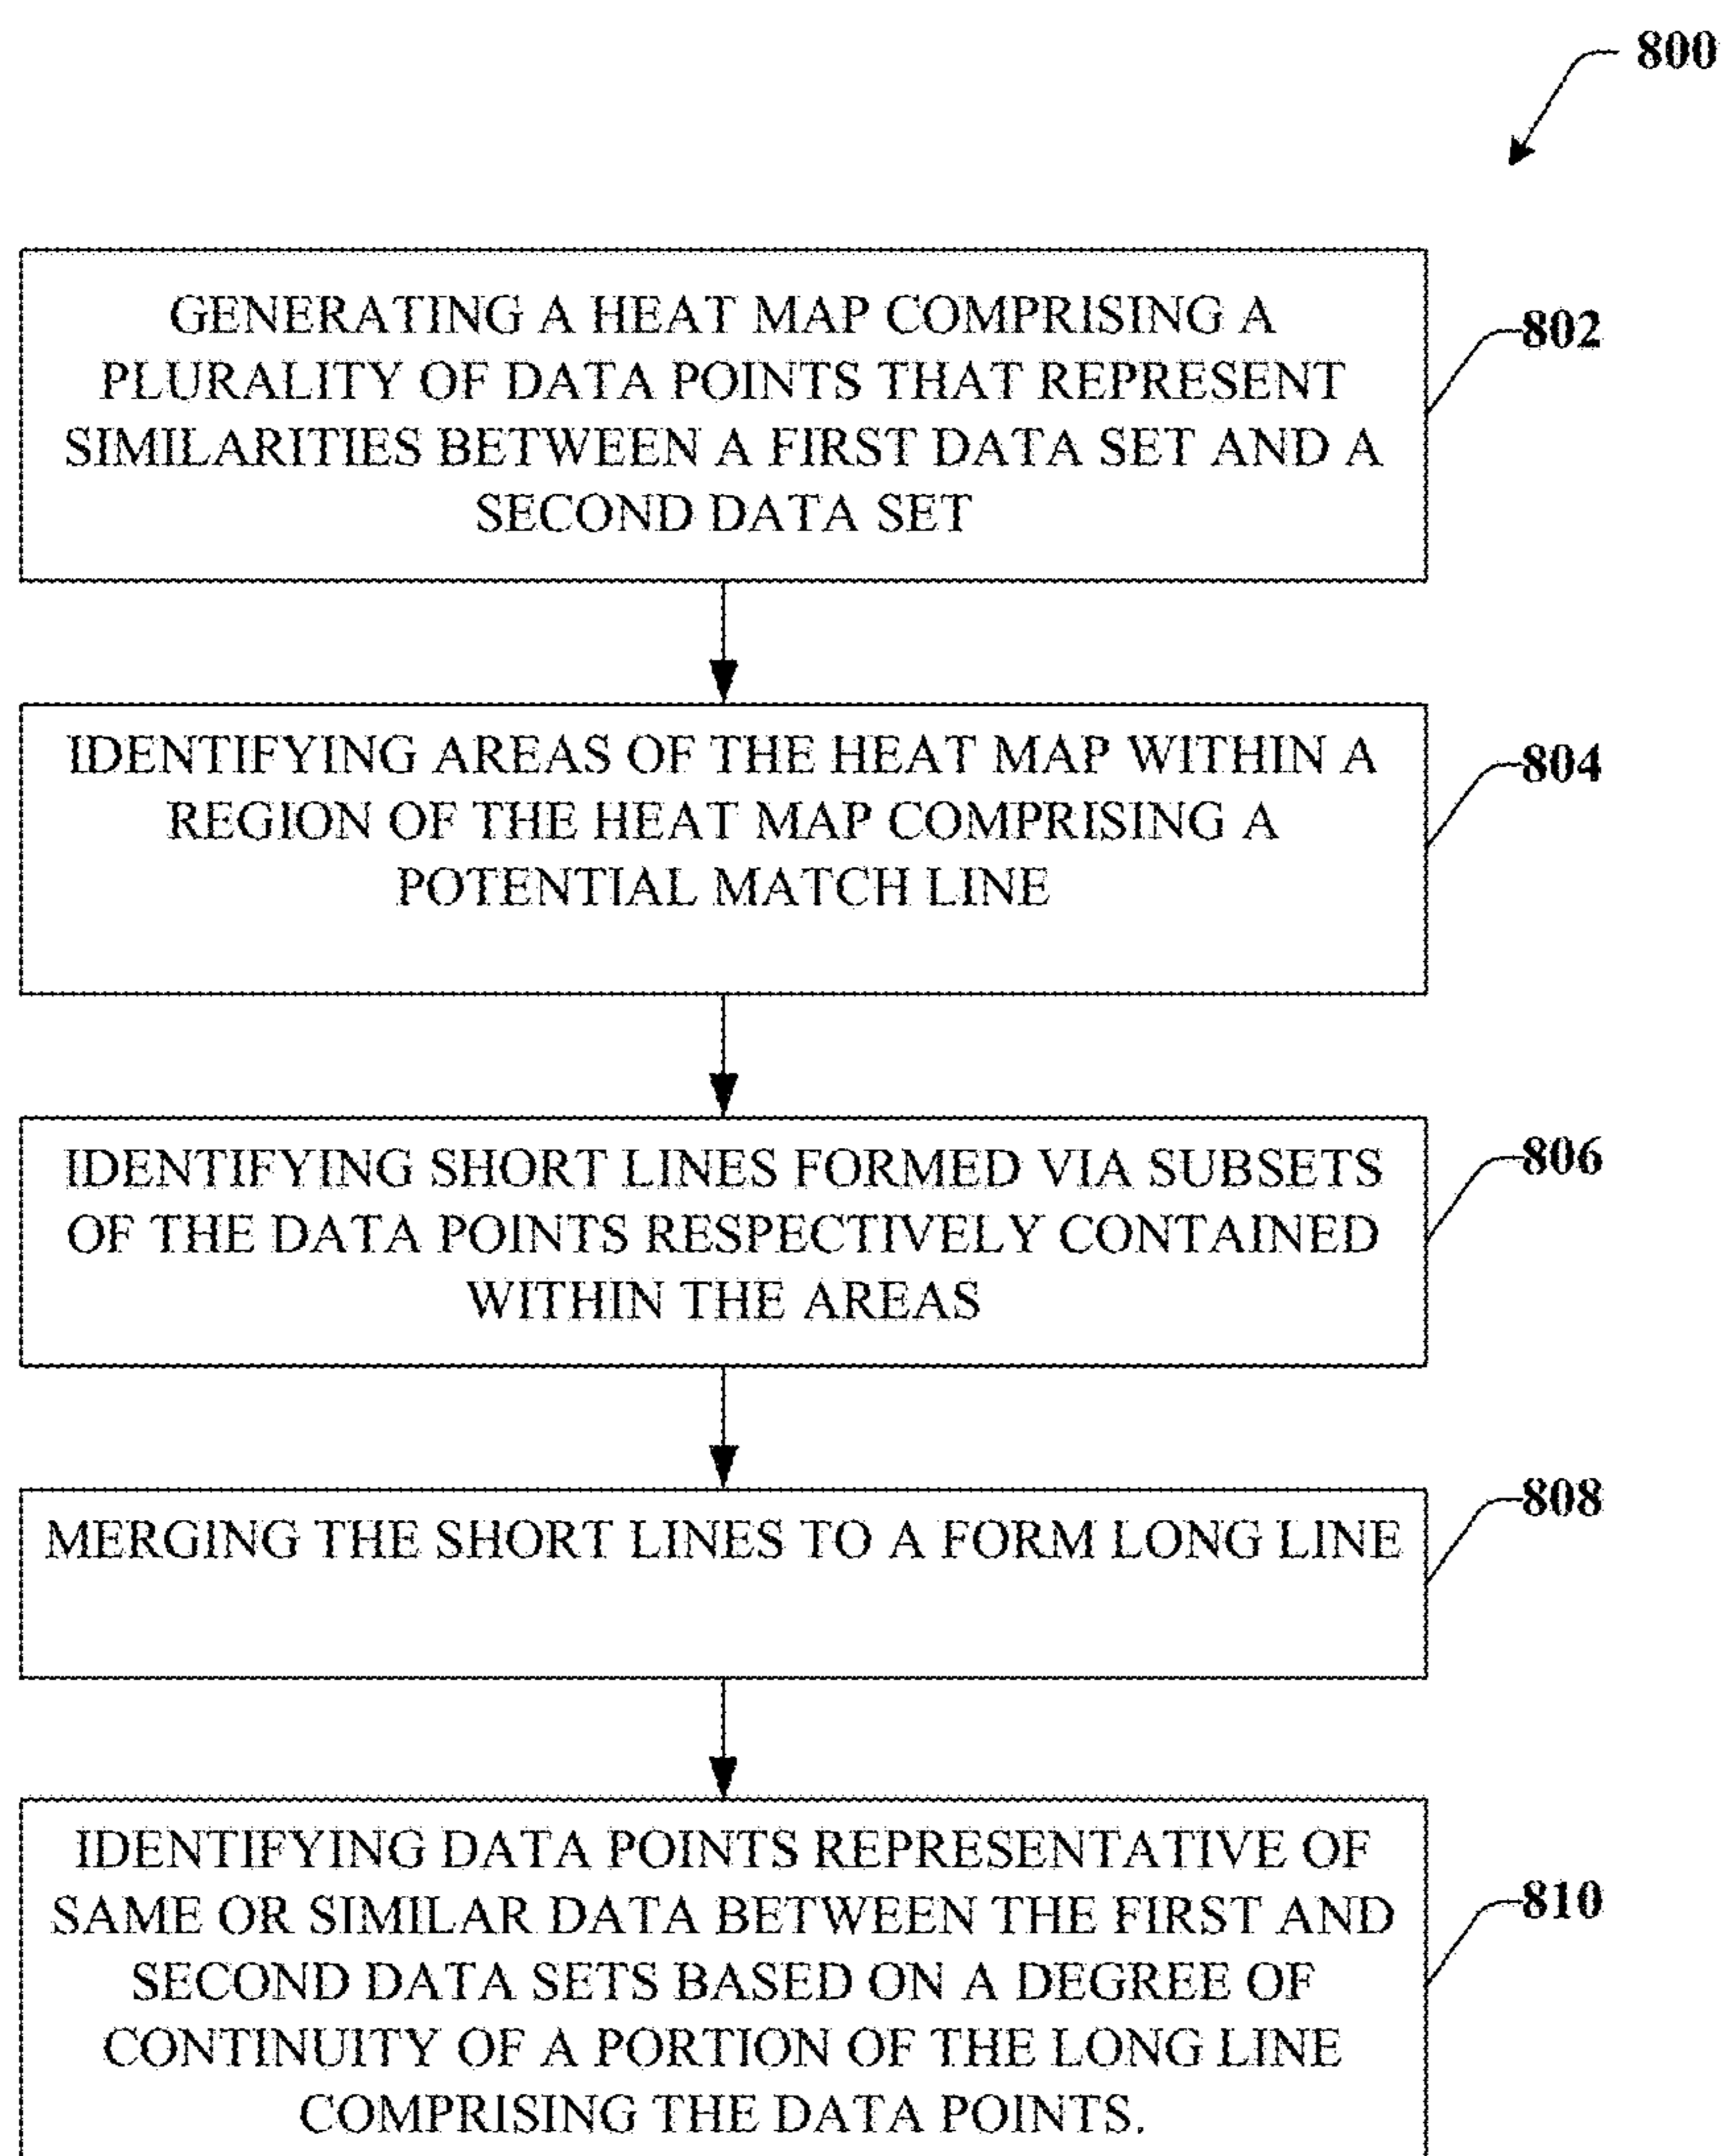 800
GENERATING A HEAT MAP COMPRISING A
PLURALITY OF DATA POINTS THAT REPRESENT
SIMILARITIES BETWEEN A FIRST DATA SET AND A
SECOND DATA SET
802
IDENTIFYING AREAS OF THE HEAT MAP WITHIN A
REGION OF THE HEAT MAP COMPRISING A
POTENTIAL MATCH LINE
804
IDENTIFYING SHORT LINES FORMED VIA SUBSETS
OF THE DATA POINTS RESPECTIVELY CONTAINED
WITHIN THE AREAS
806
MERGING THE SHORT LINES TO A FORM LONG LINE
808
IDENTIFYING DATA POINTS REPRESENTATIVE OF
SAME OR SIMILAR DATA BETWEEN THE FIRST AND
SECOND DATA SETS BASED ON A DEGREE OF
CONTINUITY OF A PORTION OF THE LONG LINE
COMPRISING THE DATA POINTS.
810